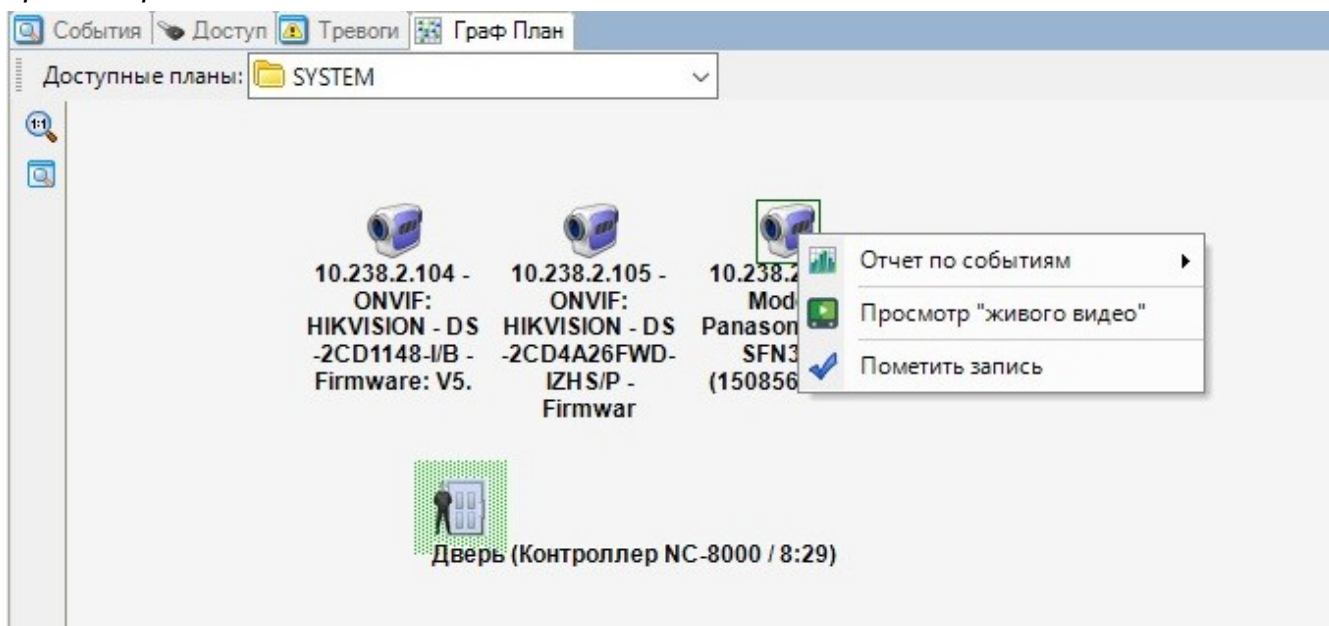 События Доступ Тревоги Граф План
Доступные планы: SYSTEM
1:1
10.238.2.104 -
ONVIF:
HIKVISION - DS
-2CD1148-I/B -
Firmware: V5.
10.238.2.105 -
ONVIF:
HIKVISION - DS
-2CD4A26FWD-
IZHS/P -
Firmwar
10.238.2
Mod
Panason
SFN3
(150856
Отчет по событиям
Просмотр "живого видео"
Пометить запись
Дверь (Контроллер NC-8000 / 8:29)